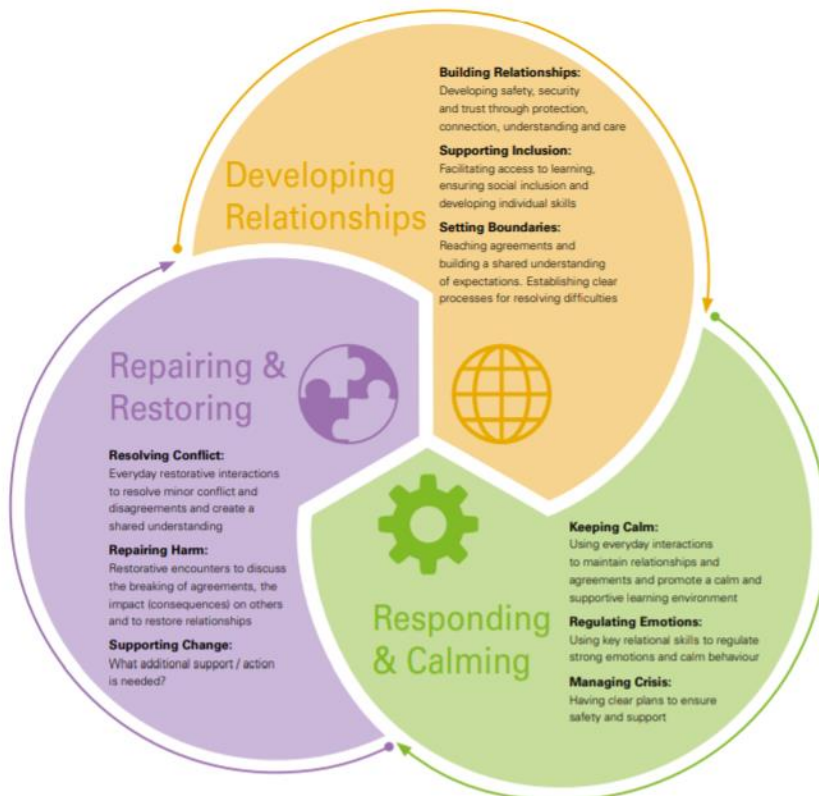 Developing
Relationships
Building Relationships:
Developing safety, security
and trust through protection,
connection, understanding and care
Supporting Inclusion:
Facilitating access to learning,
ensuring social inclusion and
developing individual skills
Setting Boundaries:
Reaching agreements and
building a shared understanding
of expectations. Establishing clear
processes for resolving difficulties
Repairing &
Restoring
Resolving Conflict:
Everyday restorative interactions
to resolve minor conflict and
disagreements and create a
shared understanding
Repairing Harm:
Restorative encounters to discuss
the breaking of agreements, the
impact (consequences) on others
and to restore relationships
Supporting Change:
What additional support / action
is needed?
Responding
& Calming
Keeping Calm:
Using everyday interactions
to maintain relationships and
agreements and promote a calm and
supportive learning environment
Regulating Emotions:
Using key relational skills to regulate
strong emotions and calm behaviour
Managing Crisis:
Having clear plans to ensure
safety and support